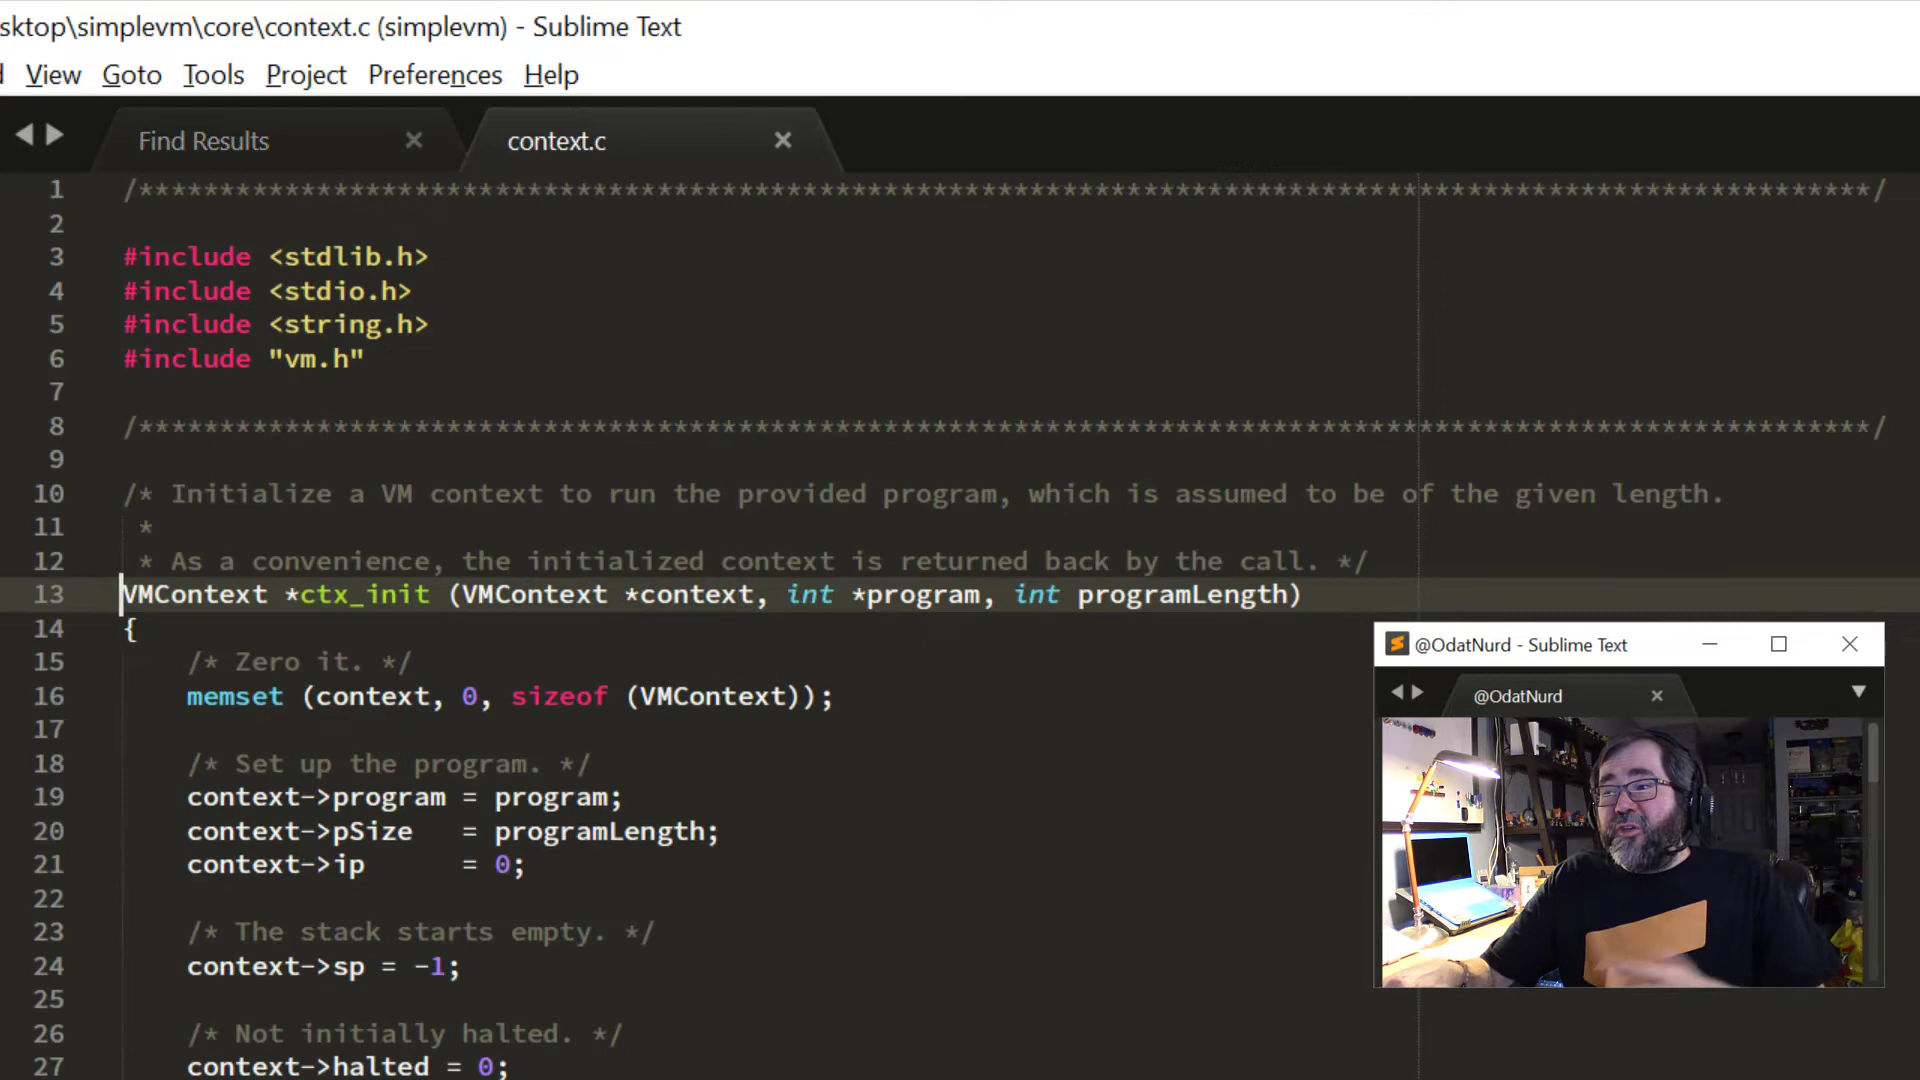 sktop\simplevm\core\context.c (simplevm) - Sublime Text
View Goto Tools Project Preferences Help
Find Results × context.c ×
1 /***********************************************************************************************************/
2
3 #include <stdlib.h>
4 #include <stdio.h>
5 #include <string.h>
6 #include "vm.h"
7
8 /***********************************************************************************************************/
9
10 /* Initialize a VM context to run the provided program, which is assumed to be of the given length.
11 *
12 * As a convenience, the initialized context is returned back by the call. */
13 VMContext *ctx_init (VMContext *context, int *program, int programLength)
14 {
15 /* Zero it. */
16 memset (context, 0, sizeof (VMContext));
17
18 /* Set up the program. */
19 context->program = program;
20 context->pSize = programLength;
21 context->ip = 0;
22
23 /* The stack starts empty. */
24 context->sp = -1;
25
26 /* Not initially halted. */
27 context->halted = 0;
@OdatNurd - Sublime Text
@OdatNurd ×